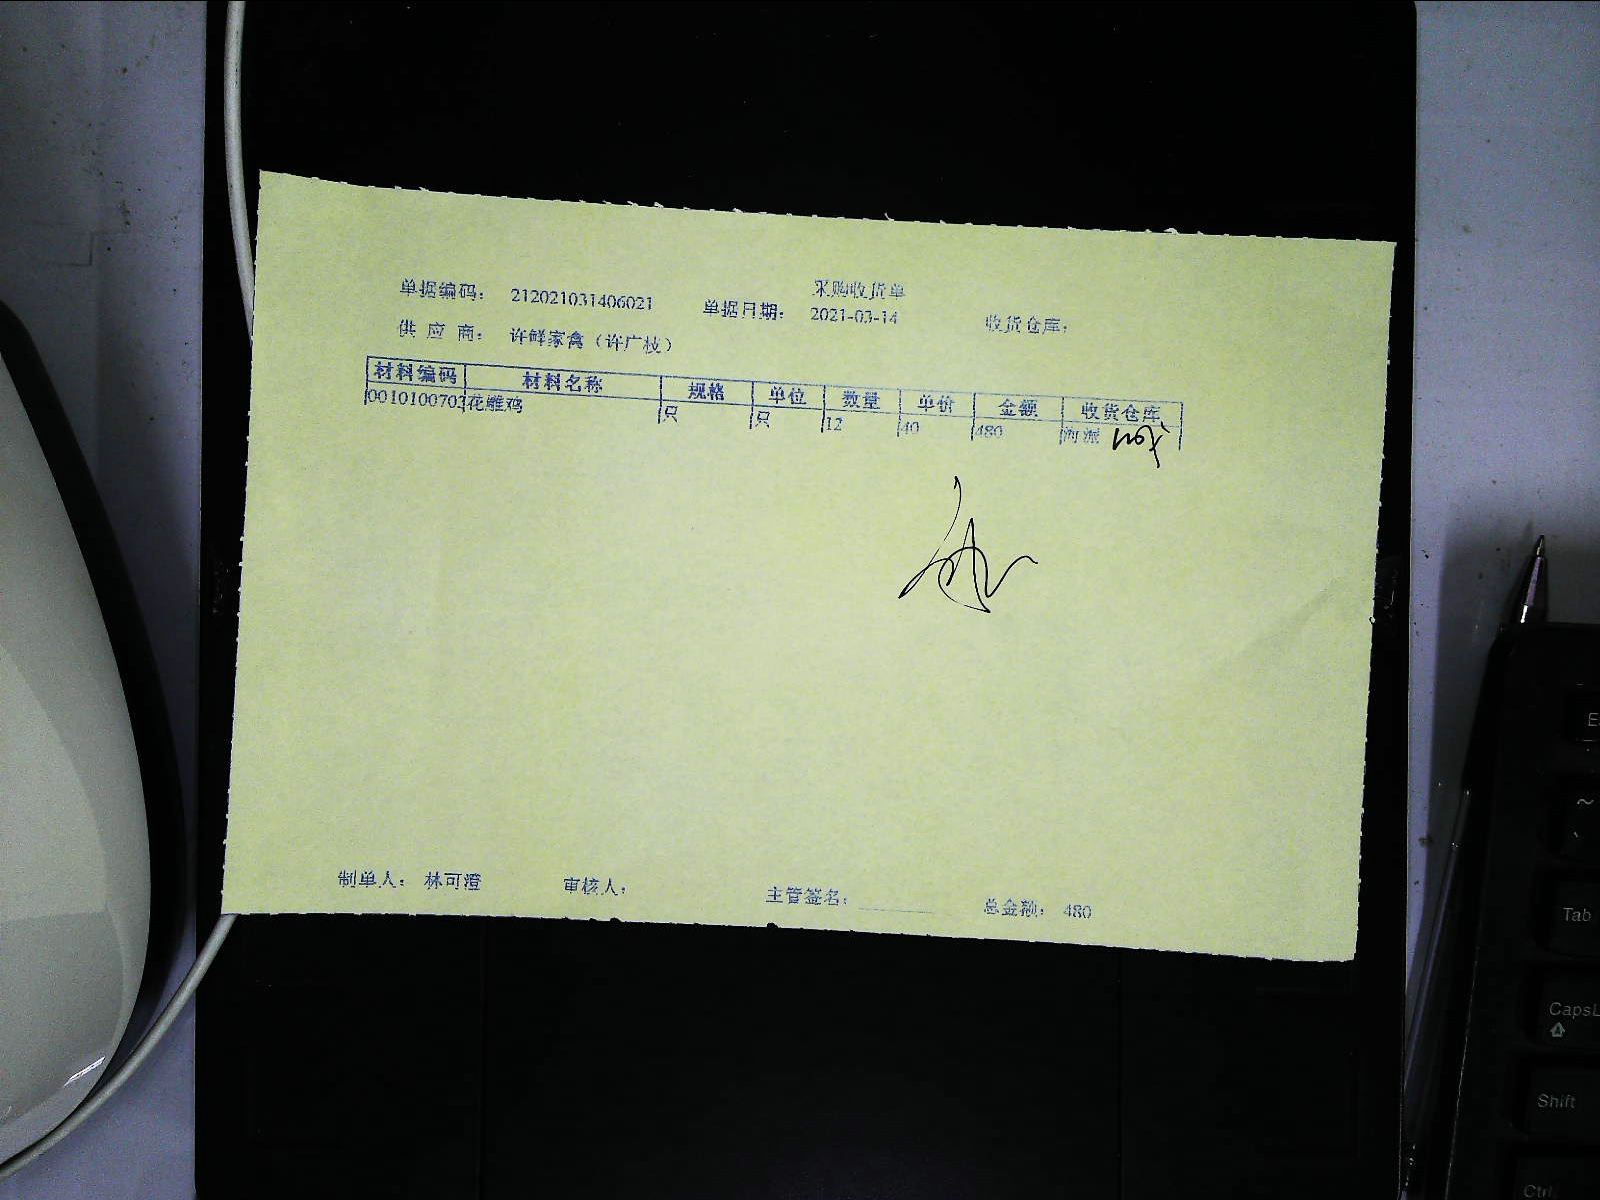 采购收货单
单据编码： 212021031406021 单据日期： 2021-03-14 收货仓库：
供 应 商： 许鲜家禽（许广枝）
材料编码 材料名称 规格 单位 数量 单价 金额 收货仓库
0010100702 花雕鸡 只 只 12 40 480
制单人： 林可澄 审核人： 主管签名： 总金额： 480
~
Tab
Shift
Ctrl